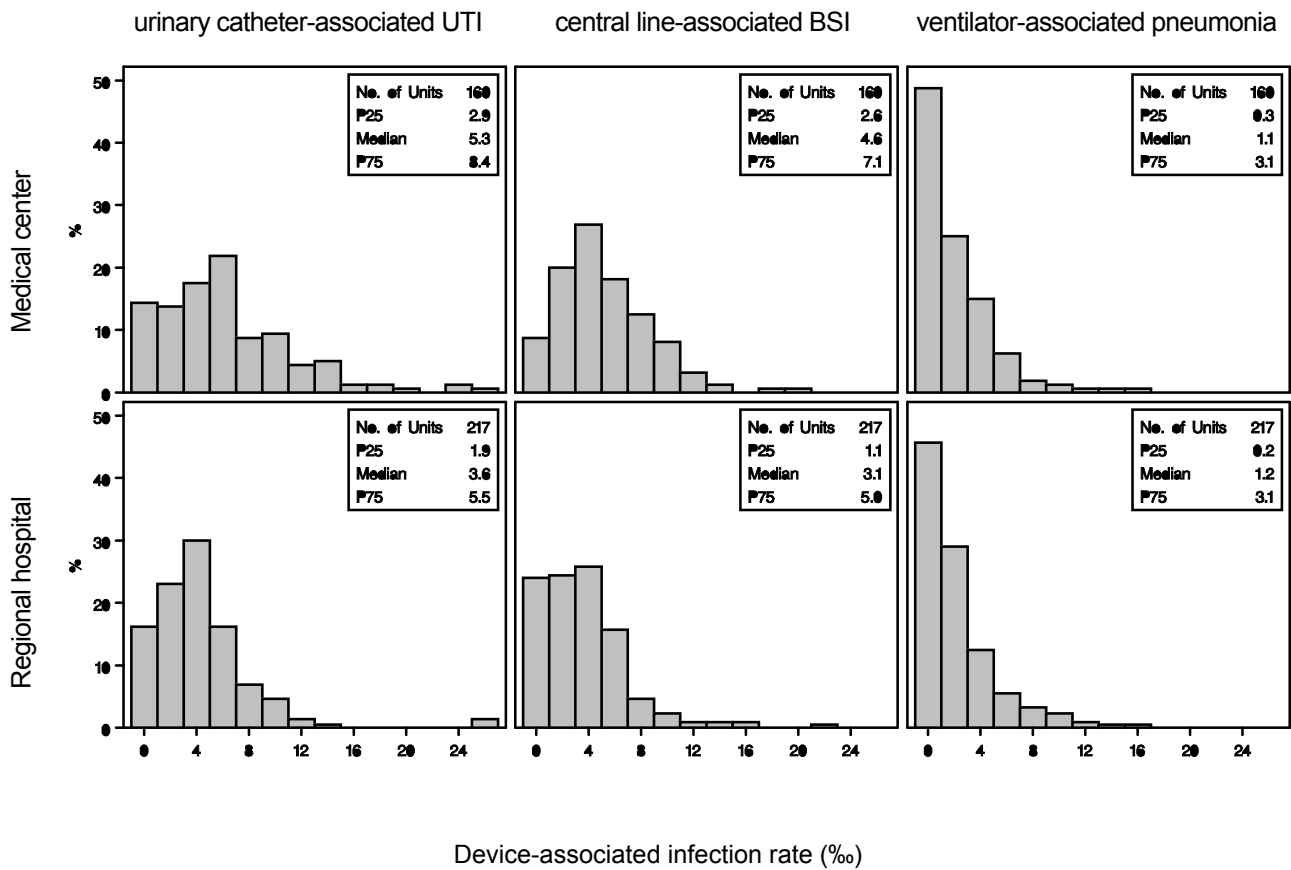 urinary catheter-associated UTI
central line-associated BSI
ventilator-associated pneumonia
Medical center
%
50
40
30
20
10
0
No. of Units 160
P25 2.9
Median 5.3
P75 8.4
No. of Units 160
P25 2.6
Median 4.6
P75 7.1
No. of Units 160
P25 0.3
Median 1.1
P75 3.1
Regional hospital
%
50
40
30
20
10
0
No. of Units 217
P25 1.9
Median 3.6
P75 5.5
No. of Units 217
P25 1.1
Median 3.1
P75 5.0
No. of Units 217
P25 0.2
Median 1.2
P75 3.1
0 4 8 12 16 20 24
0 4 8 12 16 20 24
0 4 8 12 16 20 24
Device-associated infection rate (‰)